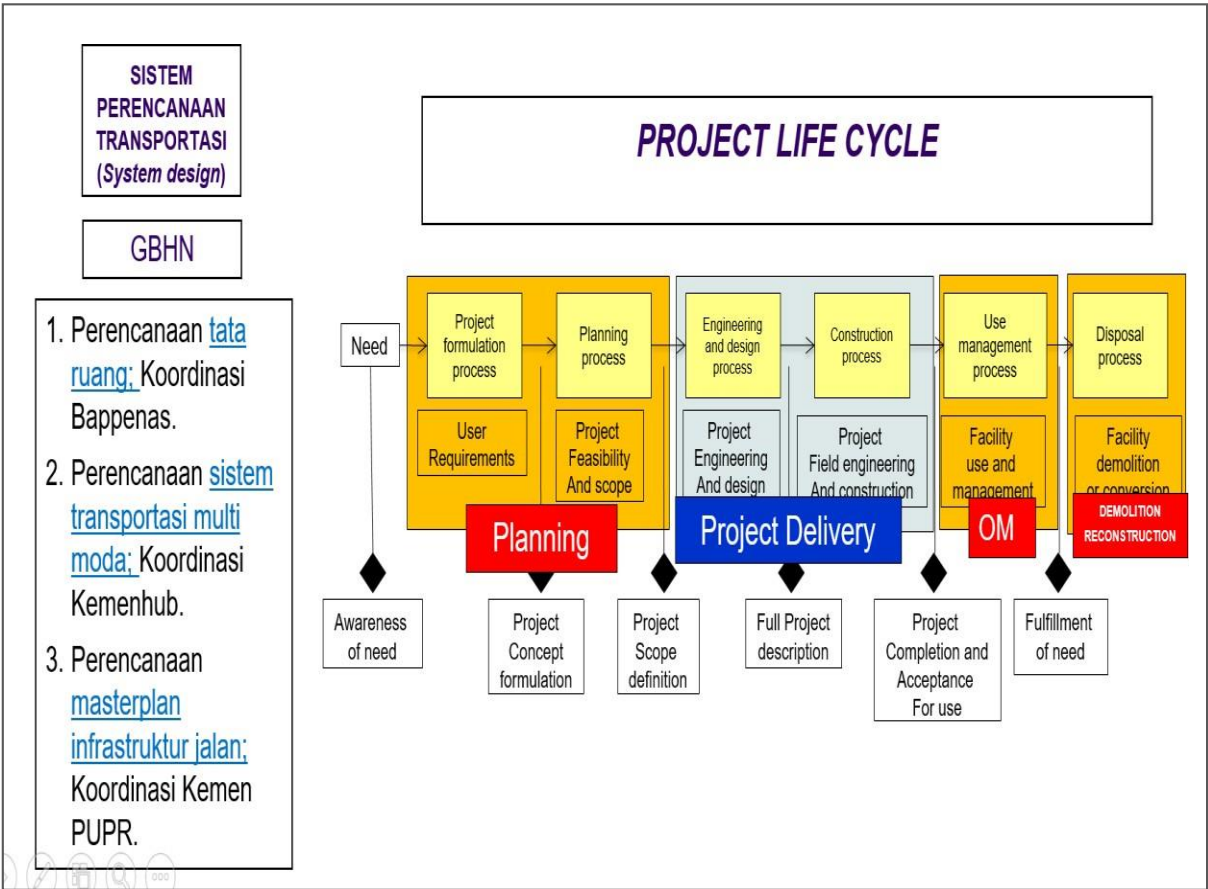 SISTEM
PERENCANAAN
TRANSPORTASI
(System design)
GBHN
1. Perencanaan tata
ruang; Koordinasi
Bappenas.
2. Perencanaan sistem
transportasi multi
moda; Koordinasi
Kemenhub.
3. Perencanaan
masterplan
infrastruktur jalan;
Koordinasi Kemen
PUPR.
PROJECT LIFE CYCLE
Need
Project
formulation
process
Planning
process
Engineering
and design
process
Construction
process
Use
management
process
Disposal
process
User
Requirements
Project
Feasibility
And scope
Project
Engineering
And design
Project
Field engineering
And construction
Facility
use and
management
Facility
demolition
or conversion
Planning
Project Delivery
OM
DEMOLITION
RECONSTRUCTION
Awareness
of need
Project
Concept
formulation
Project
Scope
definition
Full Project
description
Project
Completion and
Acceptance
For use
Fulfillment
of need